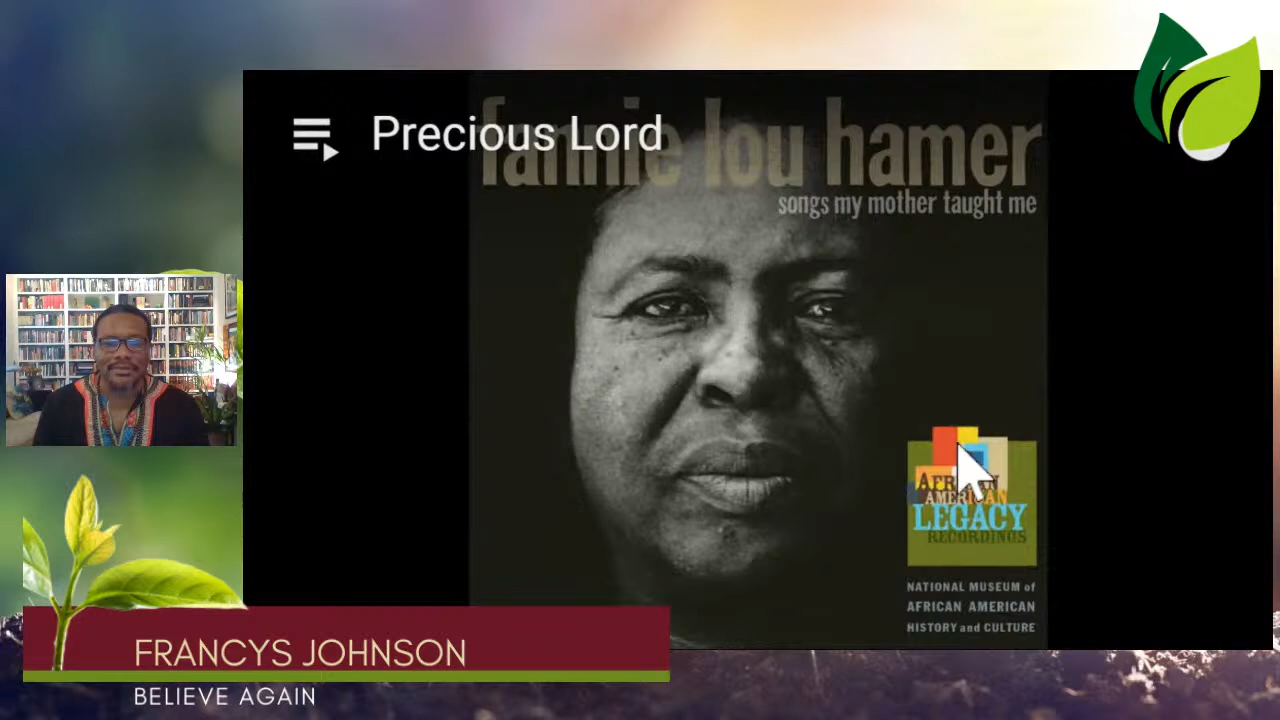 Precious Lord
fannie lou hamer
songs my mother taught me
AFRICAN
AMERICAN
LEGACY
RECORDINGS
NATIONAL MUSEUM of
AFRICAN AMERICAN
HISTORY and CULTURE
FRANCYS JOHNSON
BELIEVE AGAIN